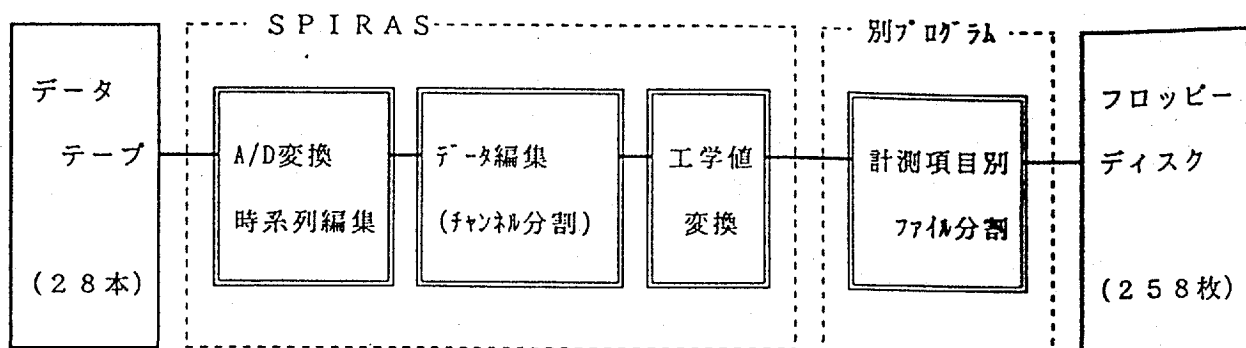 SPIRAS
別プログラム
データ
テープ
(28本)
A/D変換
時系列編集
データ編集
(チャンネル分割)
工学値
変換
計測項目別
ファイル分割
フロッピー
ディスク
(258枚)